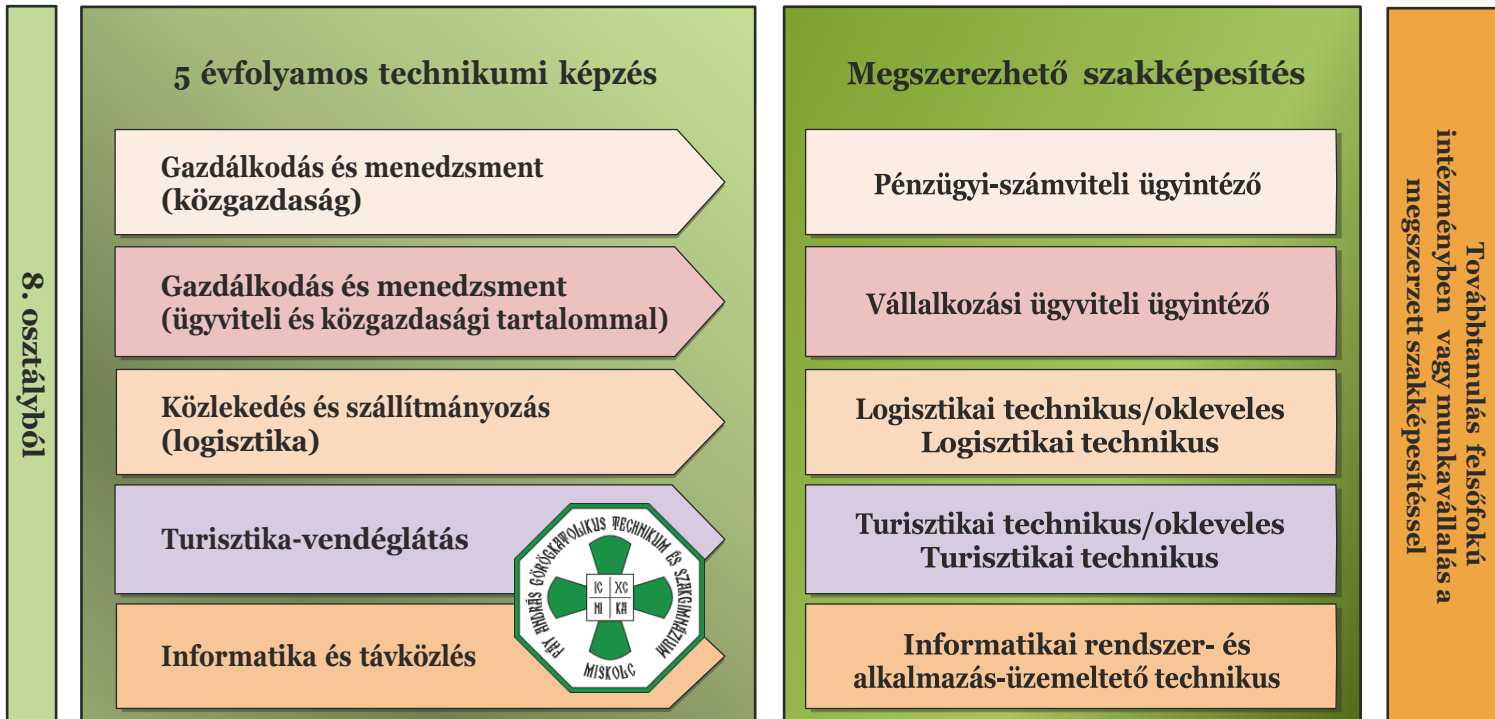 8. osztályból
5 évfolyamos technikumi képzés
Gazdálkodás és menedzsment
(közgazdaság)
Gazdálkodás és menedzsment
(ügyviteli és közgazdasági tartalommal)
Közlekedés és szállítmányozás
(logisztika)
Turisztika-vendéglátás
Informatika és távközlés
FÁY ANDRÁS GÖRÖGKATOLIKUS TECHNIKUM ÉS SZAKGIMNÁZIUM
IC XC
NI KA
MISKOLC
Megszerezhető szakképesítés
Pénzügyi-számviteli ügyintéző
Vállalkozási ügyviteli ügyintéző
Logisztikai technikus/okleveles
Logisztikai technikus
Turisztikai technikus/okleveles
Turisztikai technikus
Informatikai rendszer- és
alkalmazás-üzemeltető technikus
Továbbtanulás felsőfokú
intézményben vagy munkavállalás a
megszerzett szakképesítéssel